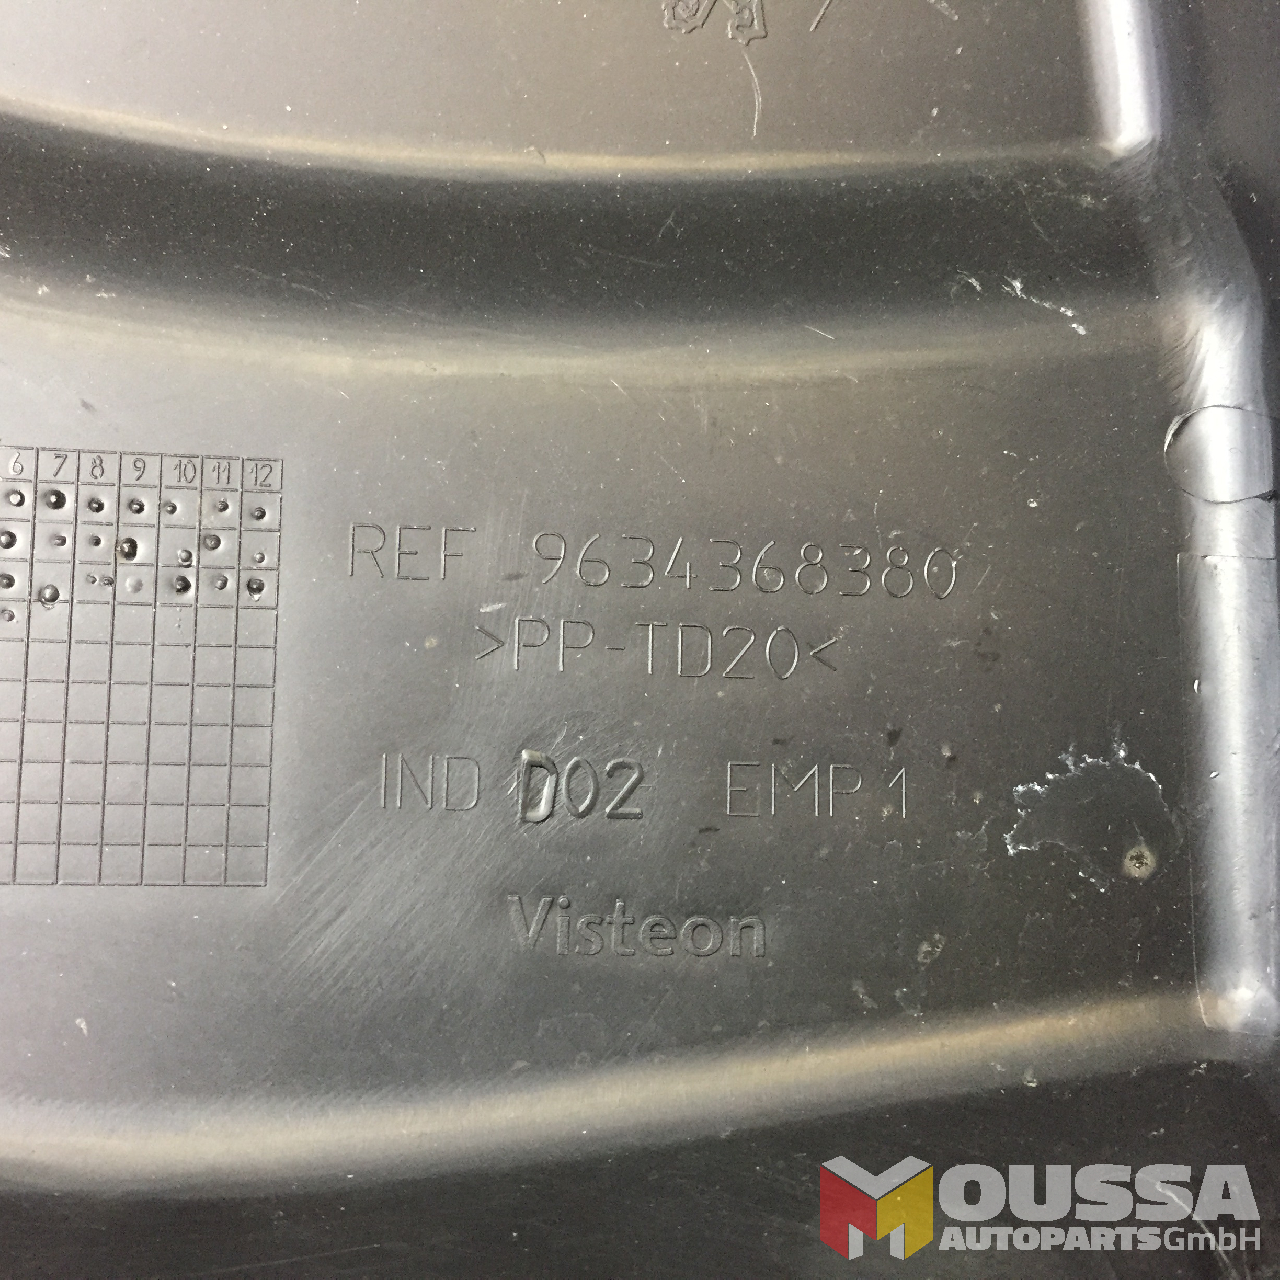 6 7 8 9 10 11 12
REF 9634368380
>PP-TD20<
IND D02 EMP 1
Visteon
MOUSSA
AUTOPARTS GmbH